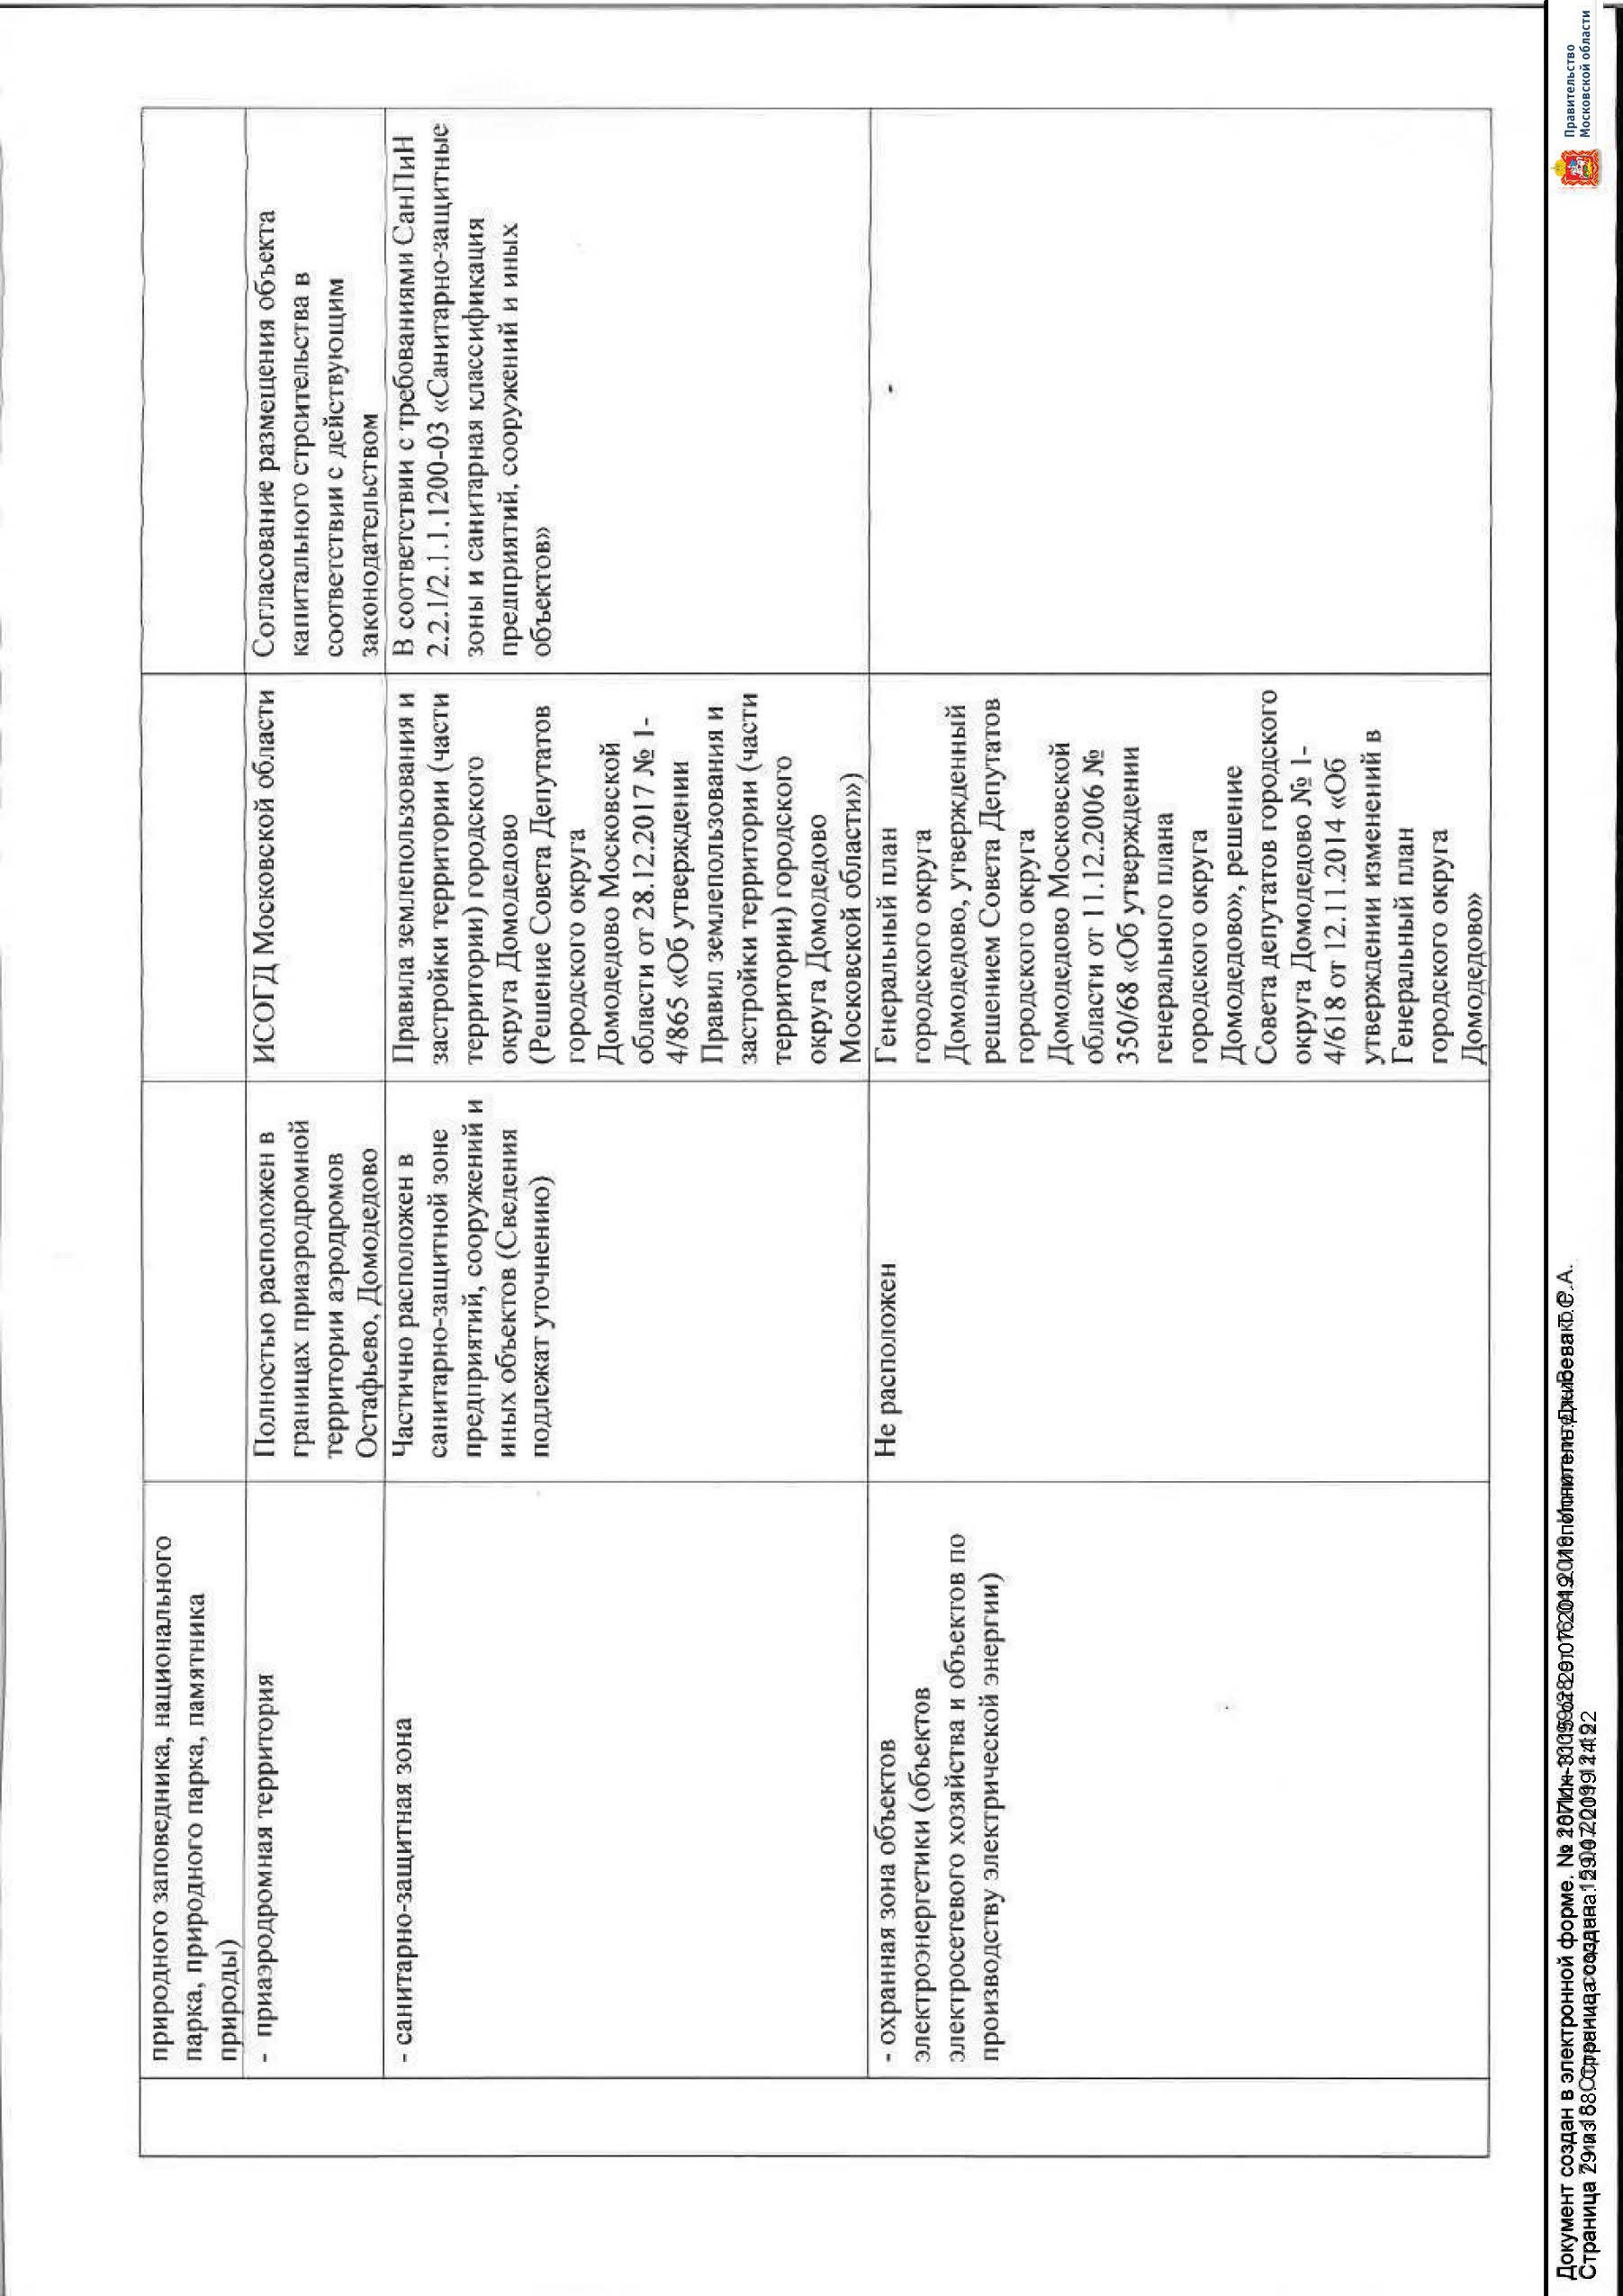 природного заповедника, национального
парка, природного парка, памятника
природы)
- приаэродромная территория
Полностью расположен в
границах приаэродромной
территории аэродромов
Остафьево, Домодедово
ИСОГД Московской области
Согласование размещения объекта
капитального строительства в
соответствии с действующим
законодательством
- санитарно-защитная зона
Частично расположен в
санитарно-защитной зоне
предприятий, сооружений и
иных объектов (Сведения
подлежат уточнению)
Правила землепользования и
застройки территории (части
территории) городского
округа Домодедово
(Решение Совета Депутатов
городского округа
Домодедово Московской
области от 28.12.2017 № 1-
4/865 «Об утверждении
Правил землепользования и
застройки территории (части
территории) городского
округа Домодедово
Московской области»)
В соответствии с требованиями СанПиН
2.2.1/2.1.1.1200-03 «Санитарно-защитные
зоны и санитарная классификация
предприятий, сооружений и иных
объектов»
- охранная зона объектов
электроэнергетики (объектов
электросетевого хозяйства и объектов по
производству электрической энергии)
Не расположен
Генеральный план
городского округа
Домодедово, утвержденный
решением Совета Депутатов
городского округа
Домодедово Московской
области от 11.12.2006 №
350/68 «Об утверждении
генерального плана
городского округа
Домодедово», решение
Совета депутатов городского
округа Домодедово № 1-
4/618 от 12.11.2014 «Об
утверждении изменений в
Генеральный план
городского округа
Домодедово»
-
Документ создан в электронной форме. №
Страница
Правительство
Московской области